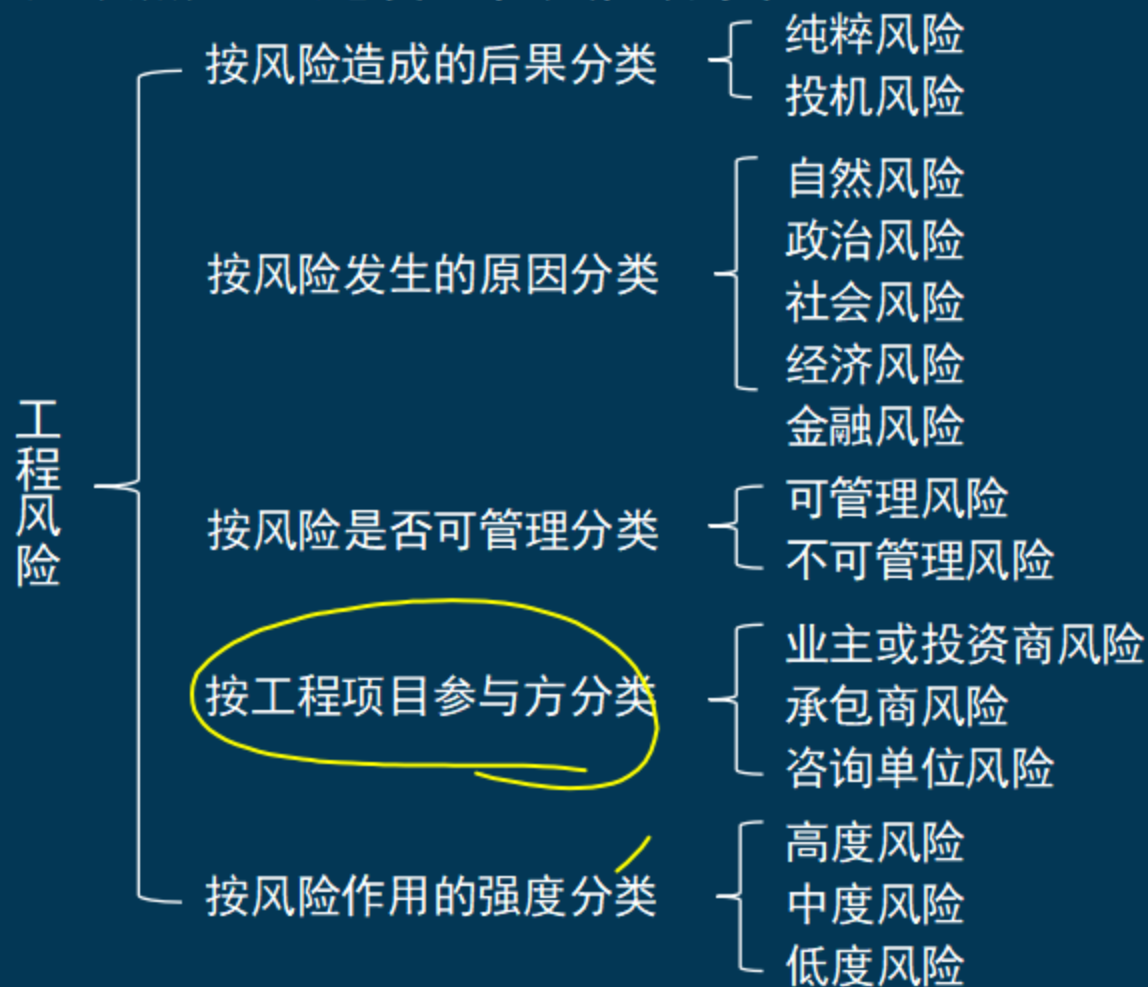 工程风险
按风险造成的后果分类
纯粹风险
投机风险
按风险发生的原因分类
自然风险
政治风险
社会风险
经济风险
金融风险
按风险是否可管理分类
可管理风险
不可管理风险
按工程项目参与方分类
业主或投资商风险
承包商风险
咨询单位风险
按风险作用的强度分类
高度风险
中度风险
低度风险